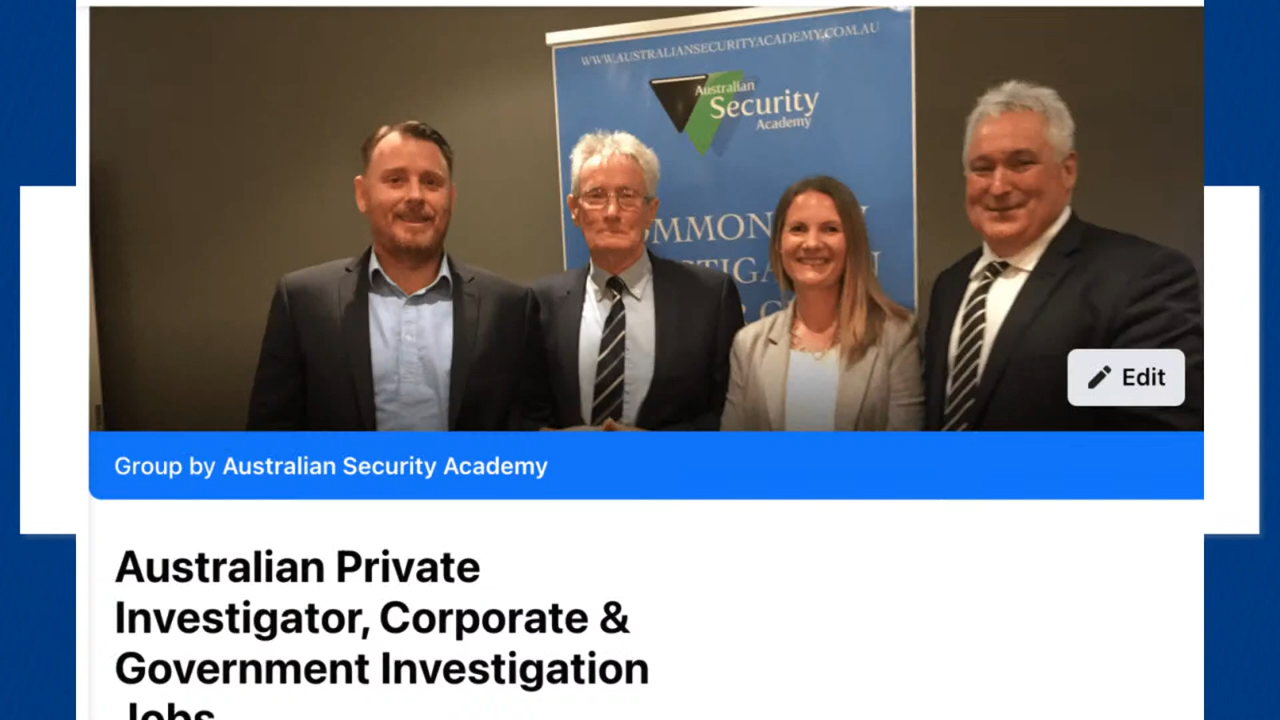 WWW.AUSTRALIANSECURITYACADEMY.COM.AU
Australian
Security
Academy
Edit
Group by Australian Security Academy
Australian Private
Investigator, Corporate &
Government Investigation
Jobs